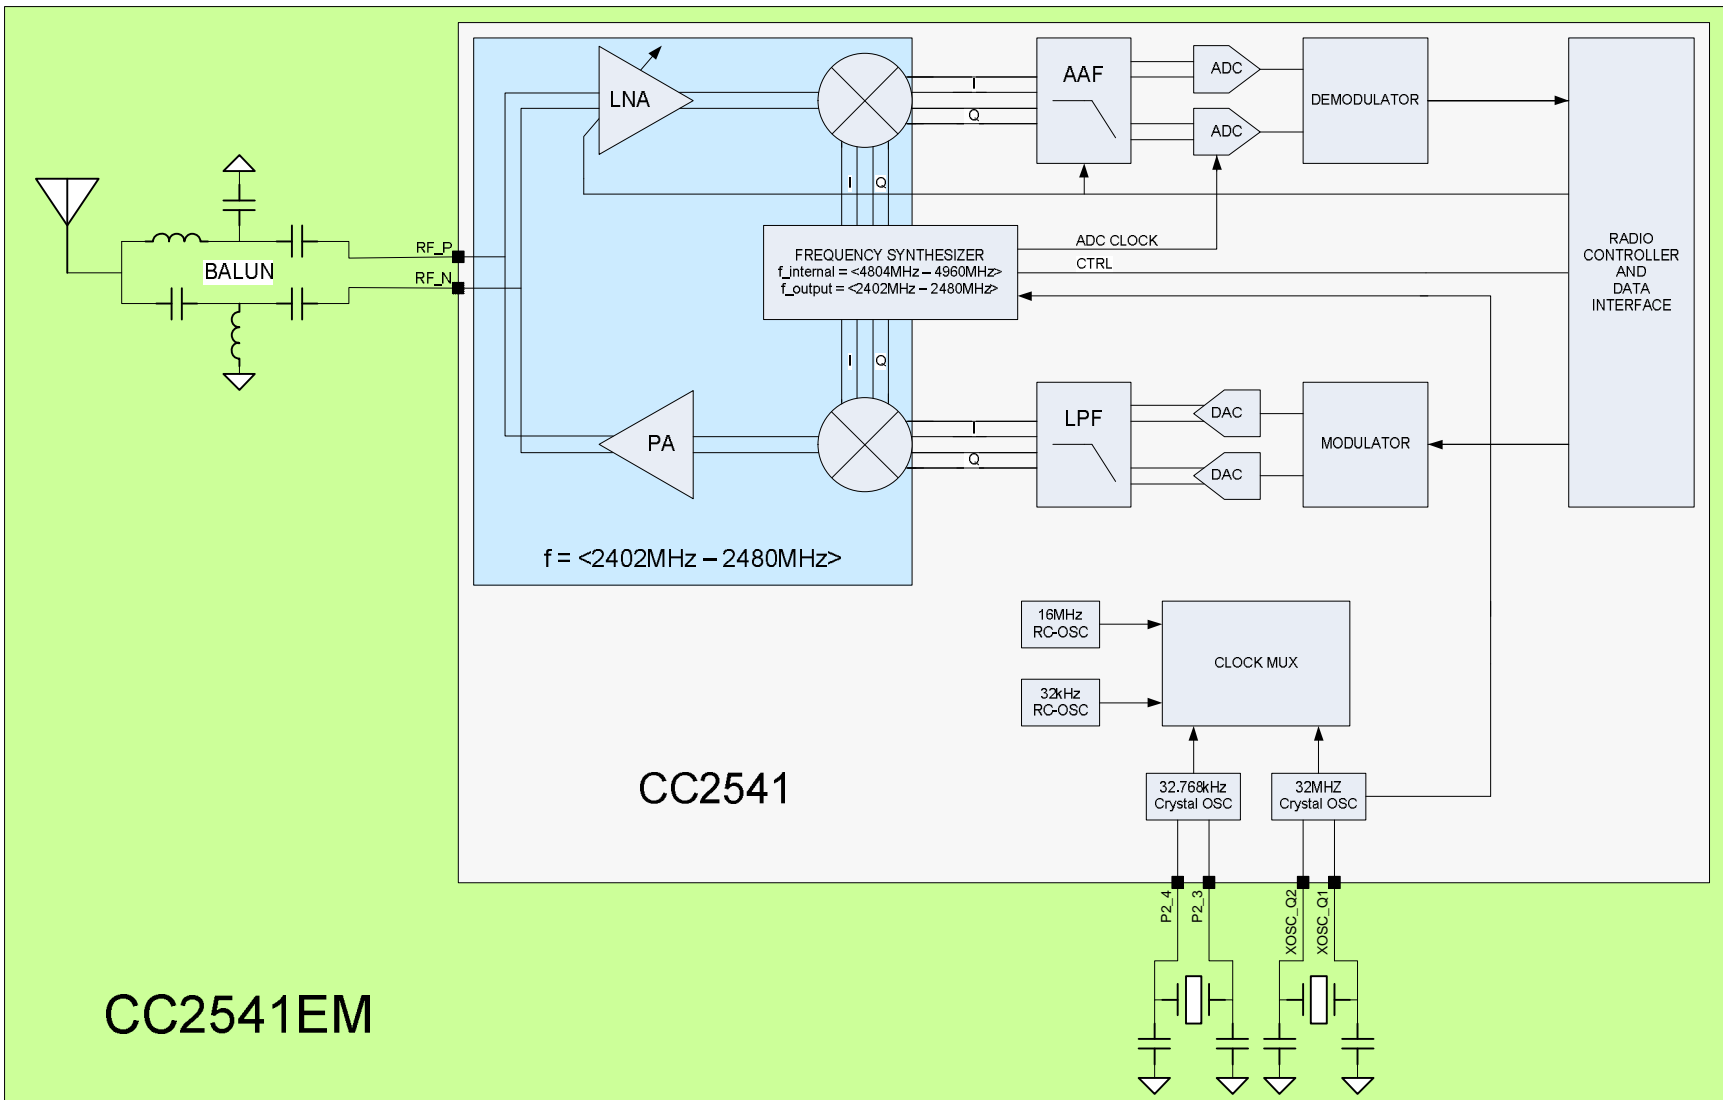 LNA
I
Q
AAF
ADC
ADC
DEMODULATOR
I
Q
RF_P
BALUN
RF_N
FREQUENCY SYNTHESIZER
f_internal = <4804MHz – 4960MHz>
f_output = <2402MHz – 2480MHz>
ADC CLOCK
CTRL
RADIO
CONTROLLER
AND
DATA
INTERFACE
I
Q
PA
I
Q
LPF
DAC
DAC
MODULATOR
f = <2402MHz – 2480MHz>
16MHz
RC-OSC
32kHz
RC-OSC
CLOCK MUX
CC2541
32.768kHz
Crystal OSC
32MHZ
Crystal OSC
P2_4
P2_3
XOSC_Q2
XOSC_Q1
CC2541EM